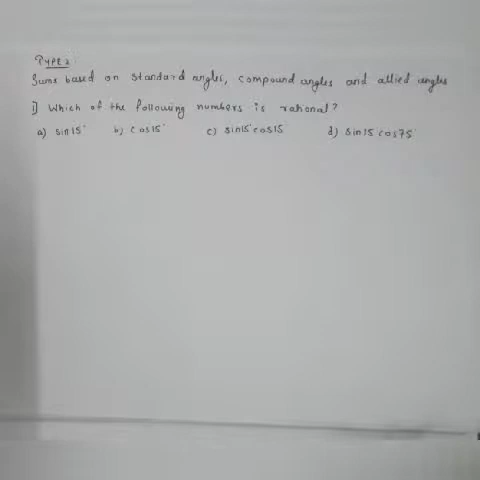 TYPE 2:
Sums based on standard angles, compound angles and allied angles
1] Which of the following numbers is rational?
a) sin15° b) cos15° c) sin15°cos15 d) sin15 cos75